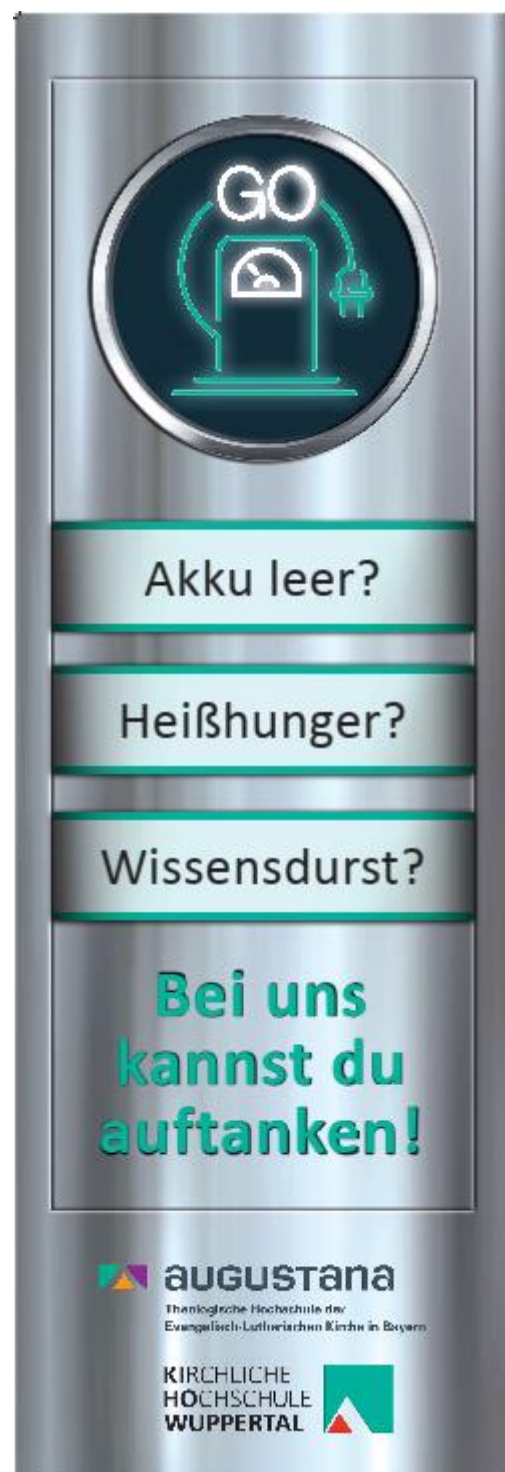 GO
Akku leer?
Heißhunger?
Wissensdurst?
Bei uns
kannst du
auftanken!
augustana
Theologische Hochschule der
Evangelisch-Lutherischen Kirche in Bayern
KIRCHLICHE
HOCHSCHULE
WUPPERTAL